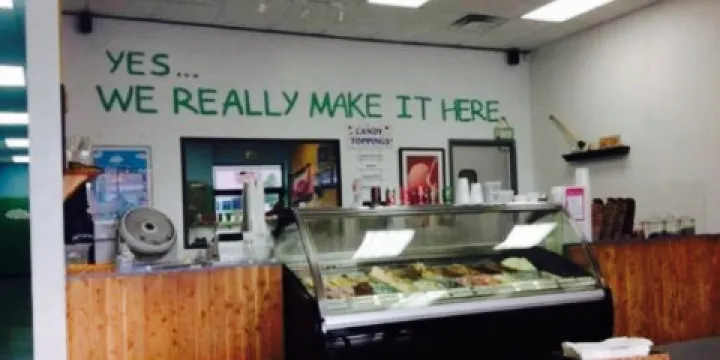 YES...
WE REALLY MAKE IT HERE.
CANDY
TOPPINGS